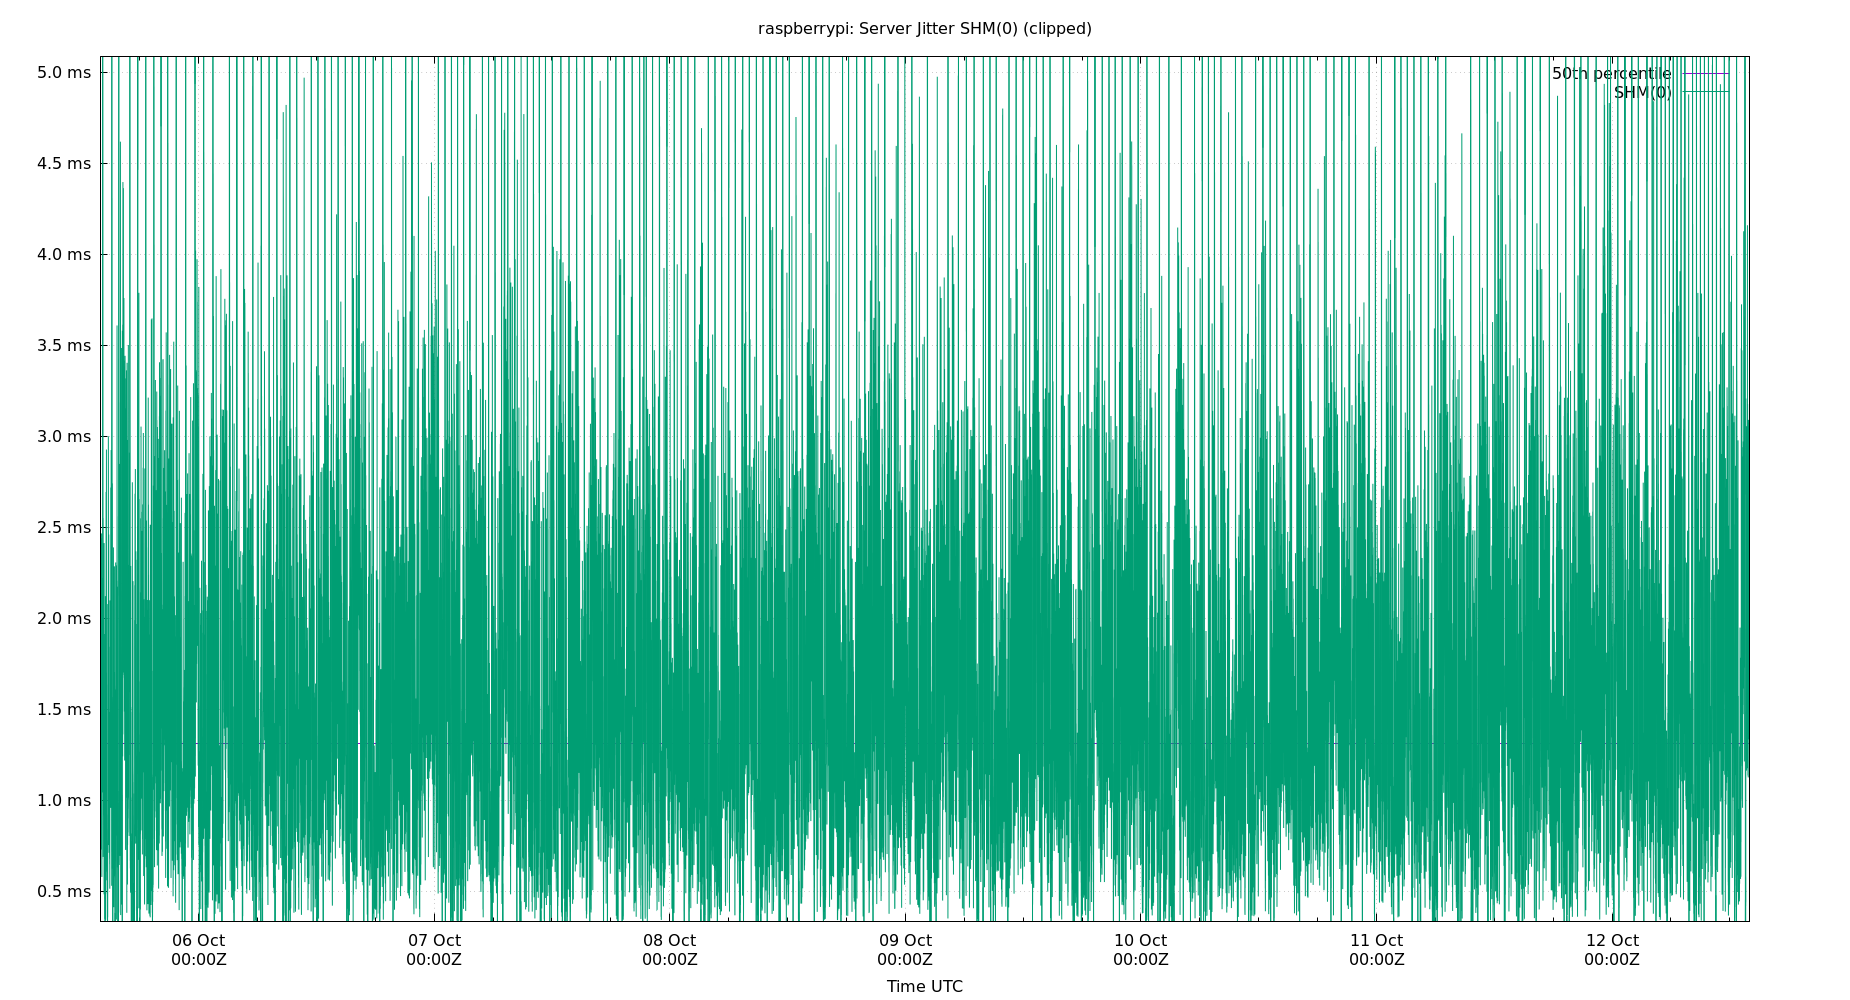 raspberrypi: Server Jitter SHM(0) (clipped)
5.0 ms
50th percentile
SHM(0)
4.5 ms
4.0 ms
3.5 ms
3.0 ms
2.5 ms
2.0 ms
1.5 ms
1.0 ms
0.5 ms
06 Oct 07 Oct 08 Oct 09 Oct 10 Oct 11 Oct 12 Oct
00:00Z 00:00Z 00:00Z 00:00Z 00:00Z 00:00Z 00:00Z
Time UTC